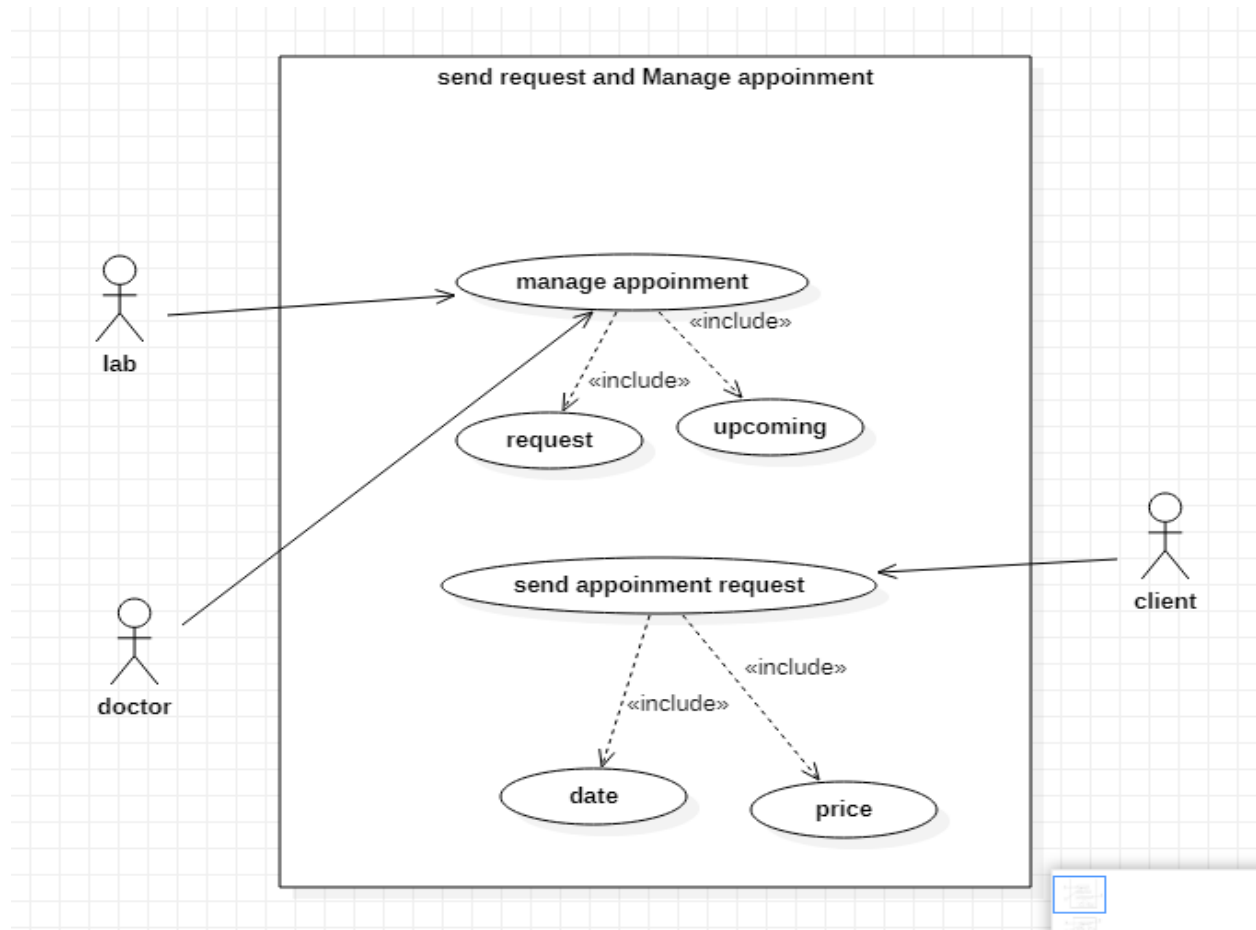 send request and Manage appoinment
manage appoinment
«include»
lab
«include»
request
upcoming
send appoinment request
client
«include»
«include»
doctor
date
price